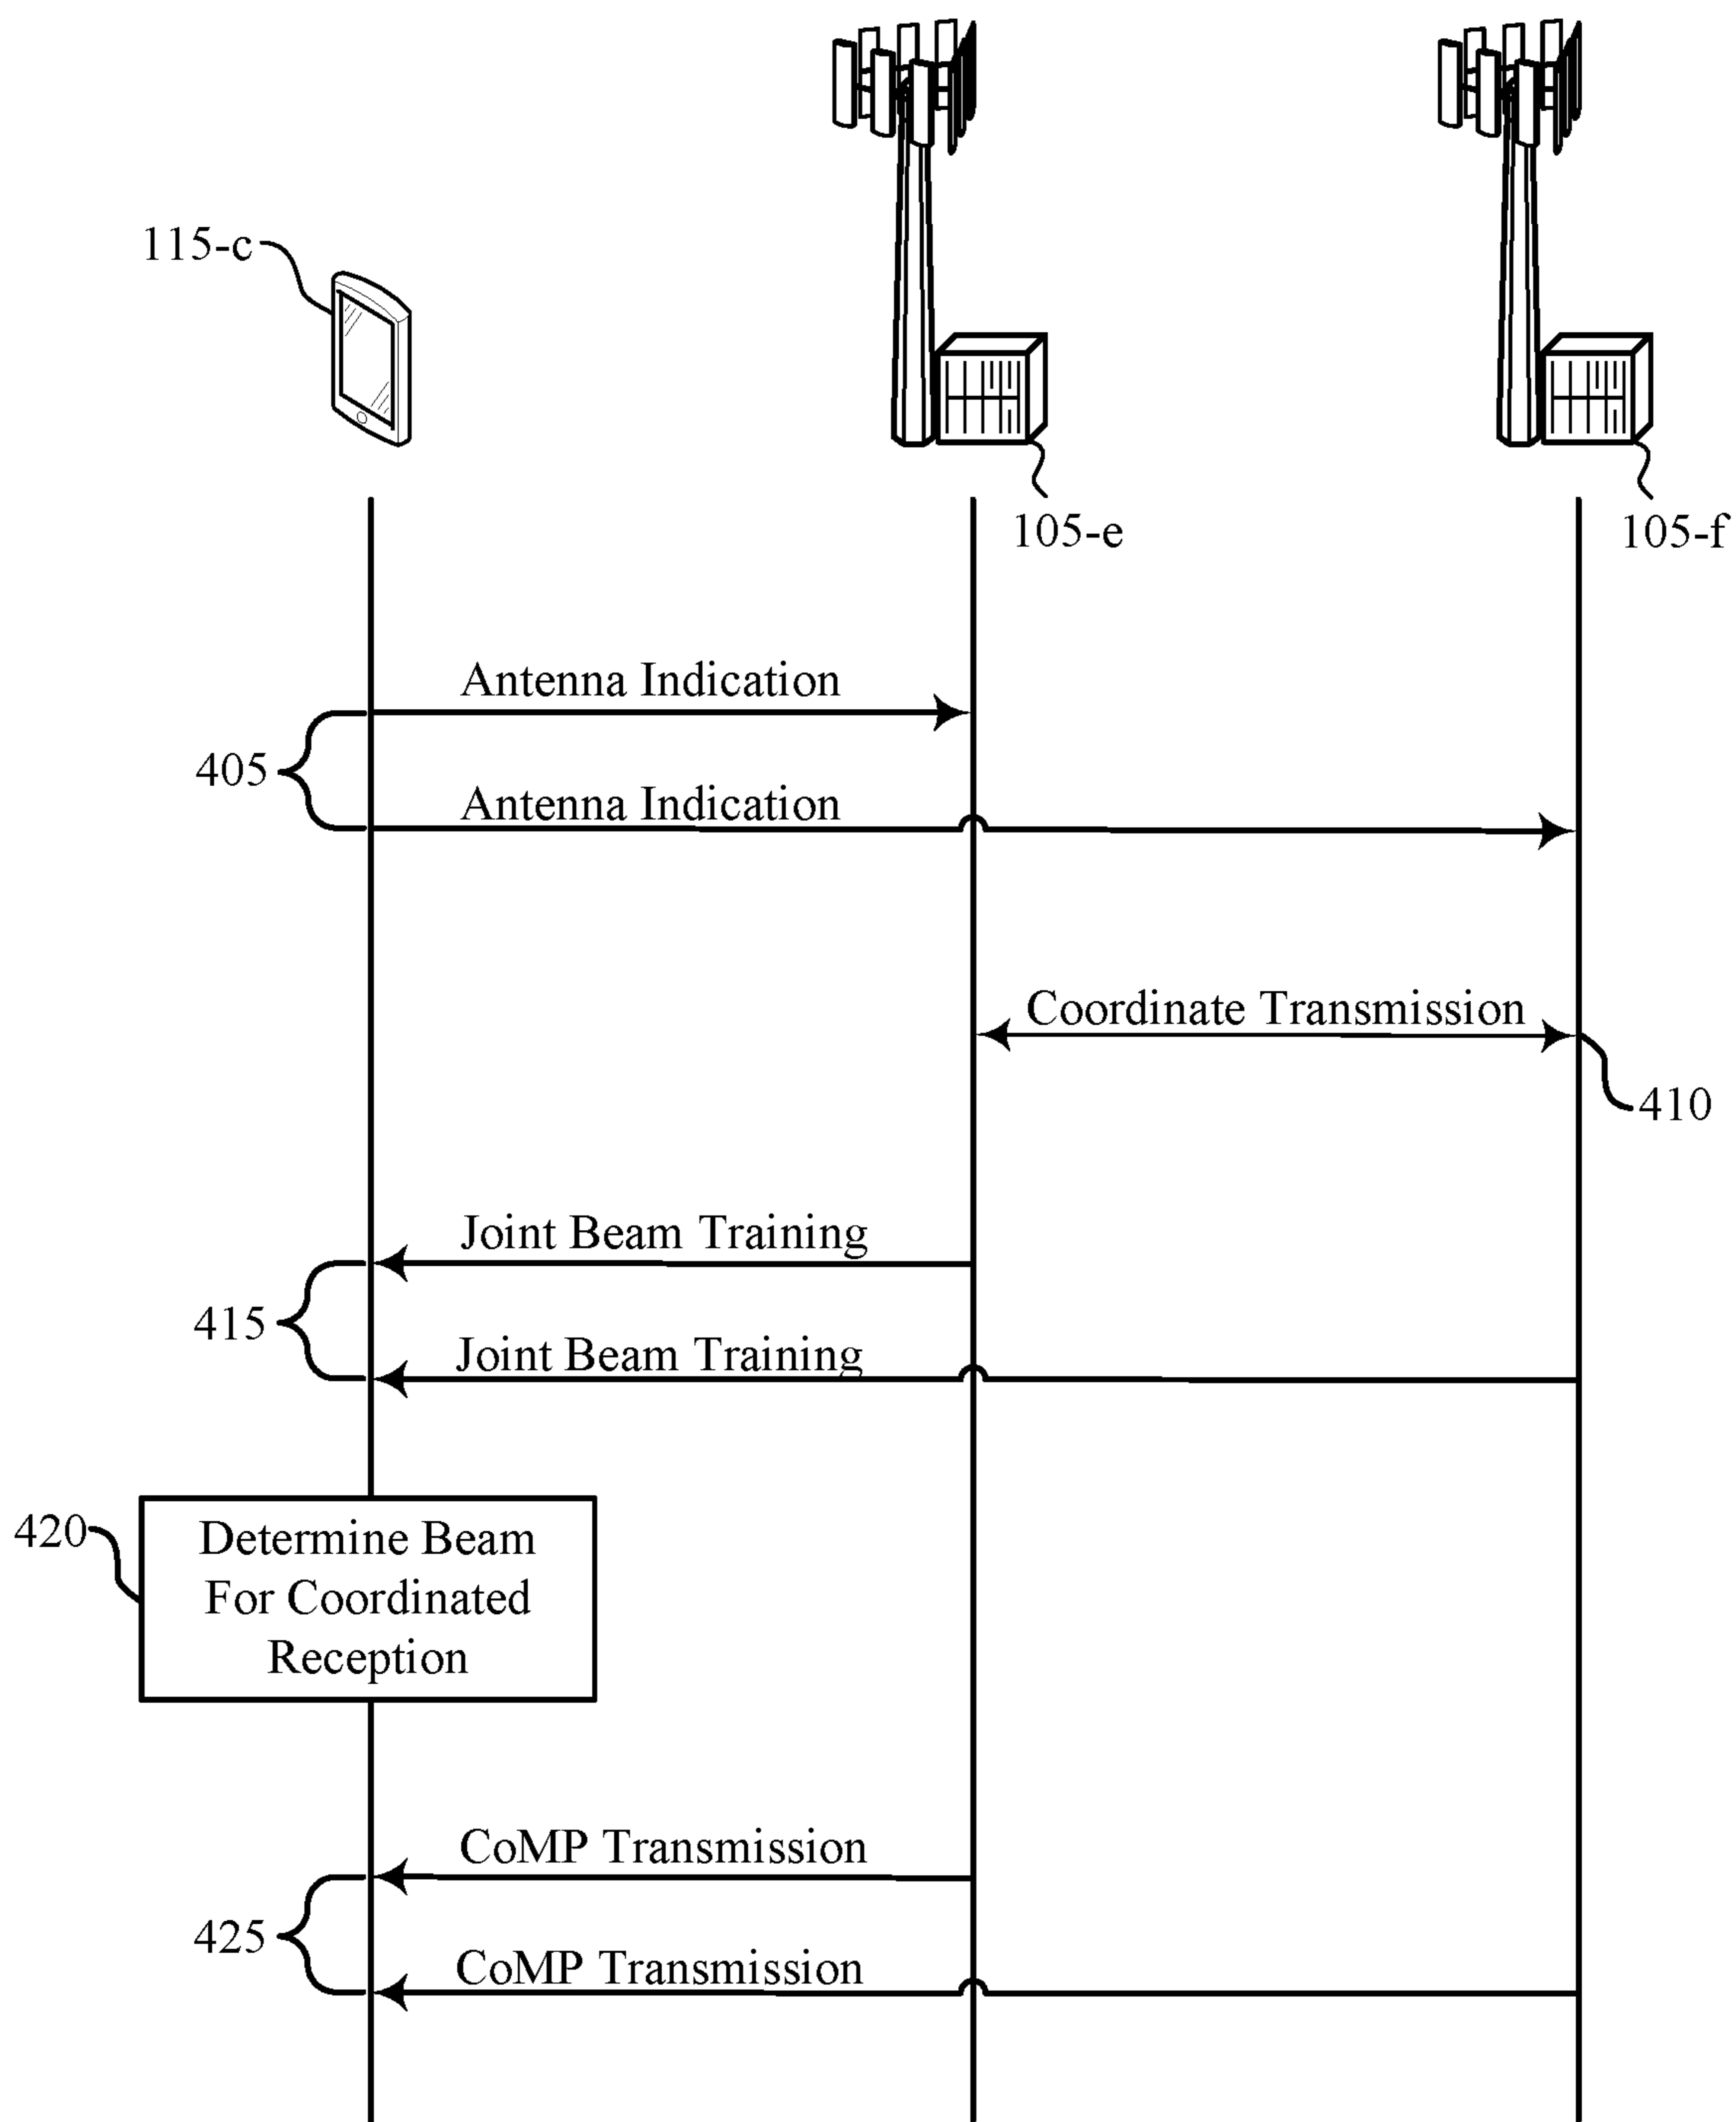 115-c
105-e
105-f
Antenna Indication
405
Antenna Indication
Coordinate Transmission
410
Joint Beam Training
415
Joint Beam Training
420
Determine Beam
For Coordinated
Reception
CoMP Transmission
425
CoMP Transmission